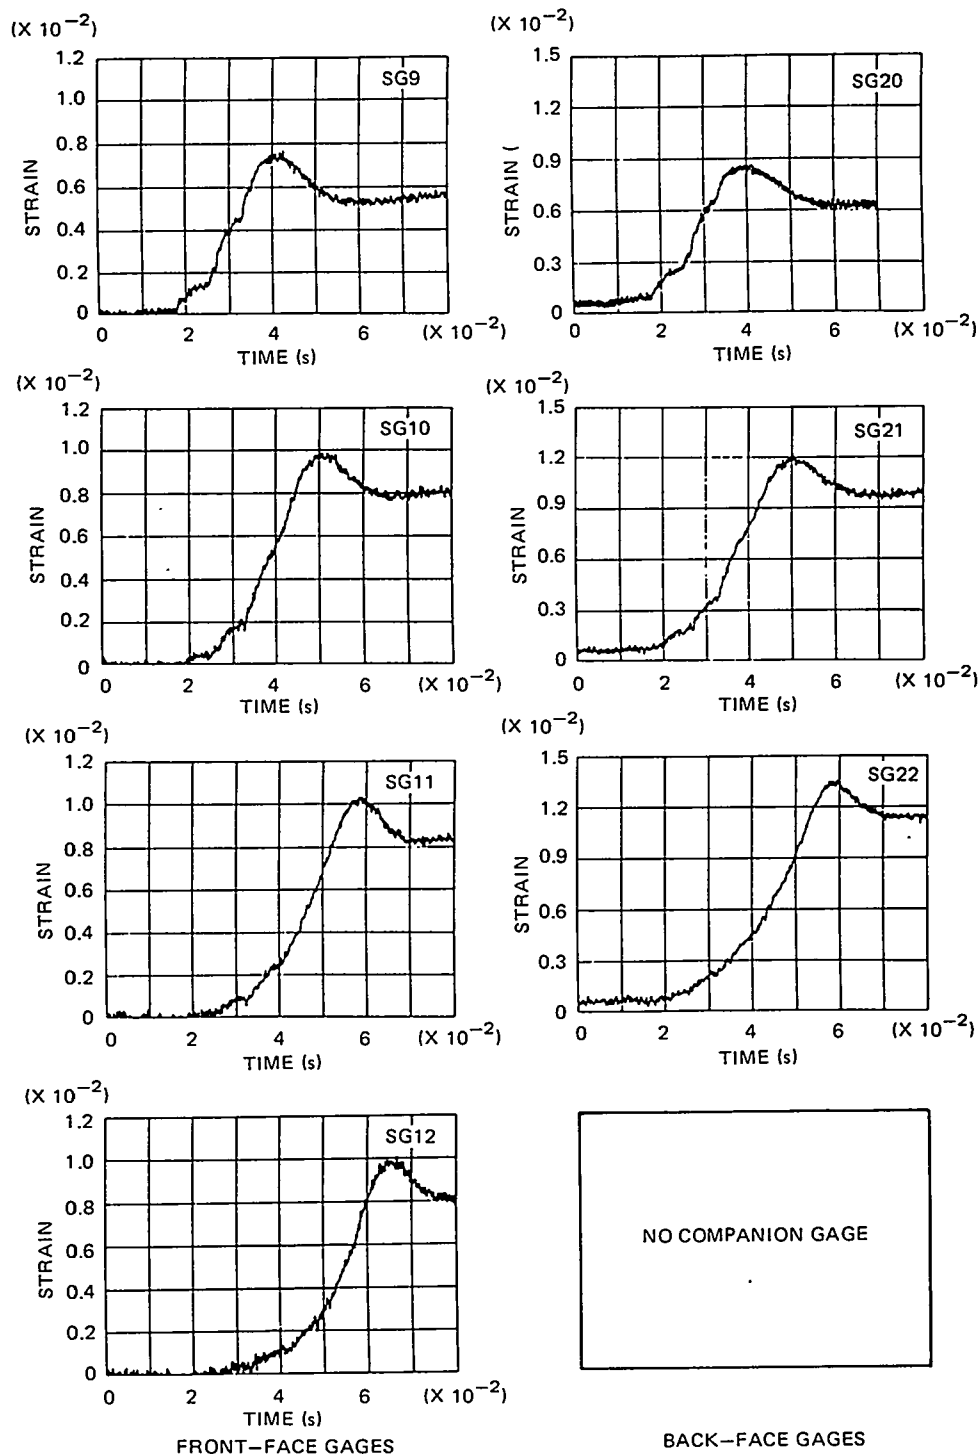 (X 10⁻²)
1.2
1.0
0.8
0.6
0.4
0.2
0
STRAIN
SG9
0 2 4 6 (X 10⁻²)
TIME (s)
(X 10⁻²)
1.5
1.2
0.9
0.6
0.3
0
STRAIN (
SG20
0 2 4 6 (X 10⁻²)
TIME (s)
(X 10⁻²)
1.2
1.0
0.8
0.6
0.4
0.2
0
STRAIN
SG10
0 2 4 6 (X 10⁻²)
TIME (s)
(X 10⁻²)
1.5
1.2
0.9
0.6
0.3
0
STRAIN
SG21
0 2 4 6 (X 10⁻²)
TIME (s)
(X 10⁻²)
1.2
1.0
0.8
0.6
0.4
0.2
0
STRAIN
SG11
0 2 4 6 (X 10⁻²)
TIME (s)
(X 10⁻²)
1.5
1.2
0.9
0.6
0.3
0
STRAIN
SG22
0 2 4 6 (X 10⁻²)
TIME (s)
(X 10⁻²)
1.2
1.0
0.8
0.6
0.4
0.2
0
STRAIN
SG12
0 2 4 6 (X 10⁻²)
TIME (s)
FRONT–FACE GAGES
NO COMPANION GAGE
BACK–FACE GAGES